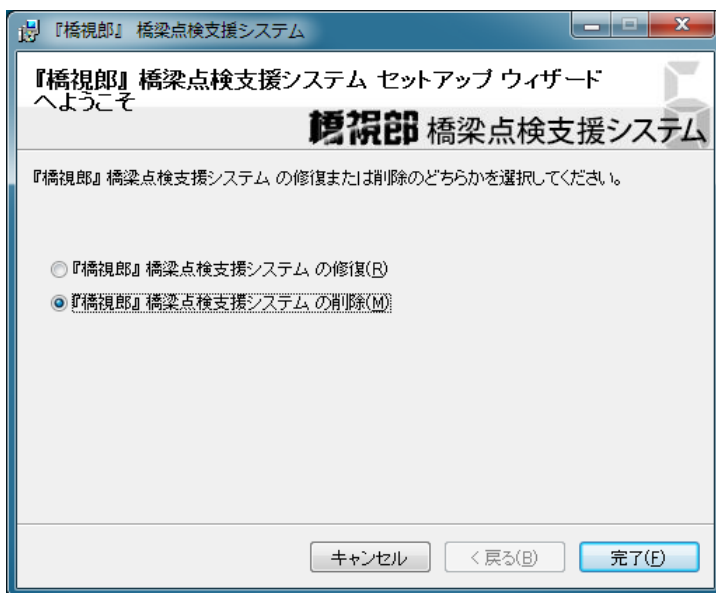 『橋視郎』 橋梁点検支援システム
『橋視郎』 橋梁点検支援システム セットアップ ウィザード
へようこそ
橋視郎 橋梁点検支援システム
『橋視郎』 橋梁点検支援システム の修復または削除のどちらかを選択してください。
『橋視郎』 橋梁点検支援システム の修復(R)
『橋視郎』 橋梁点検支援システム の削除(M)
キャンセル
< 戻る(B)
完了(F)